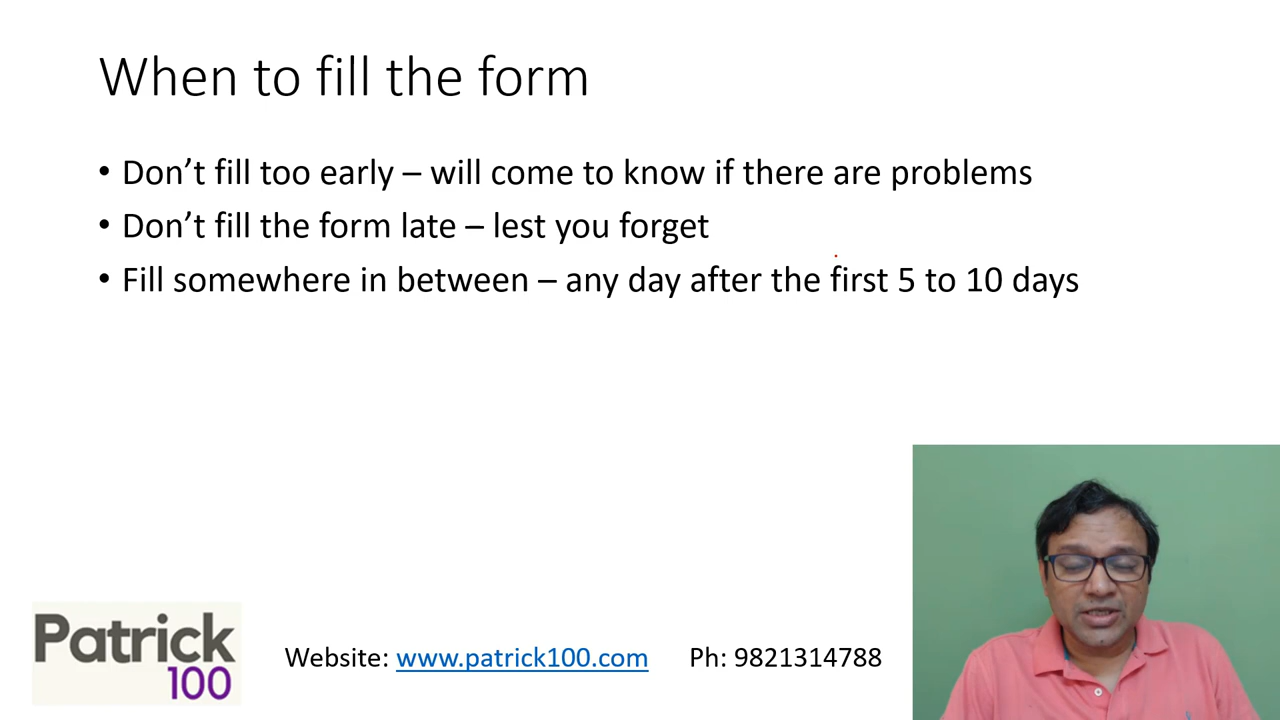 When to fill the form
• Don’t fill too early – will come to know if there are problems
• Don’t fill the form late – lest you forget
• Fill somewhere in between – any day after the first 5 to 10 days
Patrick
100
Website: www.patrick100.com Ph: 9821314788